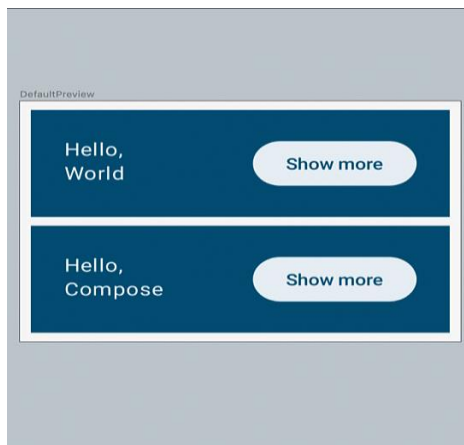 DefaultPreview
Hello,
World
Show more
Hello,
Compose
Show more